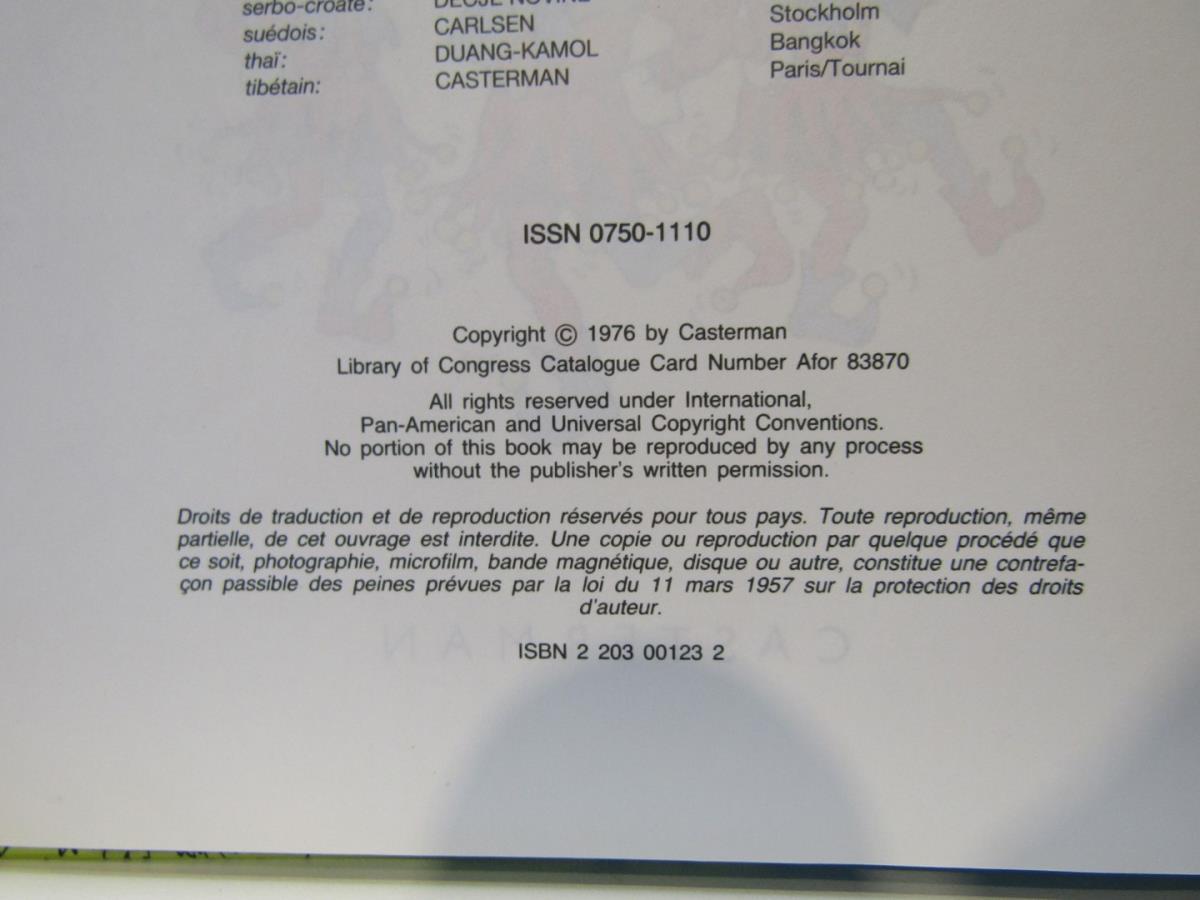 serbo-croate: DECJE NOVINE
suédois: CARLSEN Stockholm
thaï: DUANG-KAMOL Bangkok
tibétain: CASTERMAN Paris/Tournai
ISSN 0750-1110
Copyright © 1976 by Casterman
Library of Congress Catalogue Card Number Afor 83870
All rights reserved under International,
Pan-American and Universal Copyright Conventions.
No portion of this book may be reproduced by any process
without the publisher's written permission.
Droits de traduction et de reproduction réservés pour tous pays. Toute reproduction, même
partielle, de cet ouvrage est interdite. Une copie ou reproduction par quelque procédé que
ce soit, photographie, microfilm, bande magnétique, disque ou autre, constitue une contrefa-
çon passible des peines prévues par la loi du 11 mars 1957 sur la protection des droits
d'auteur.
CASTERMAN
ISBN 2 203 00123 2